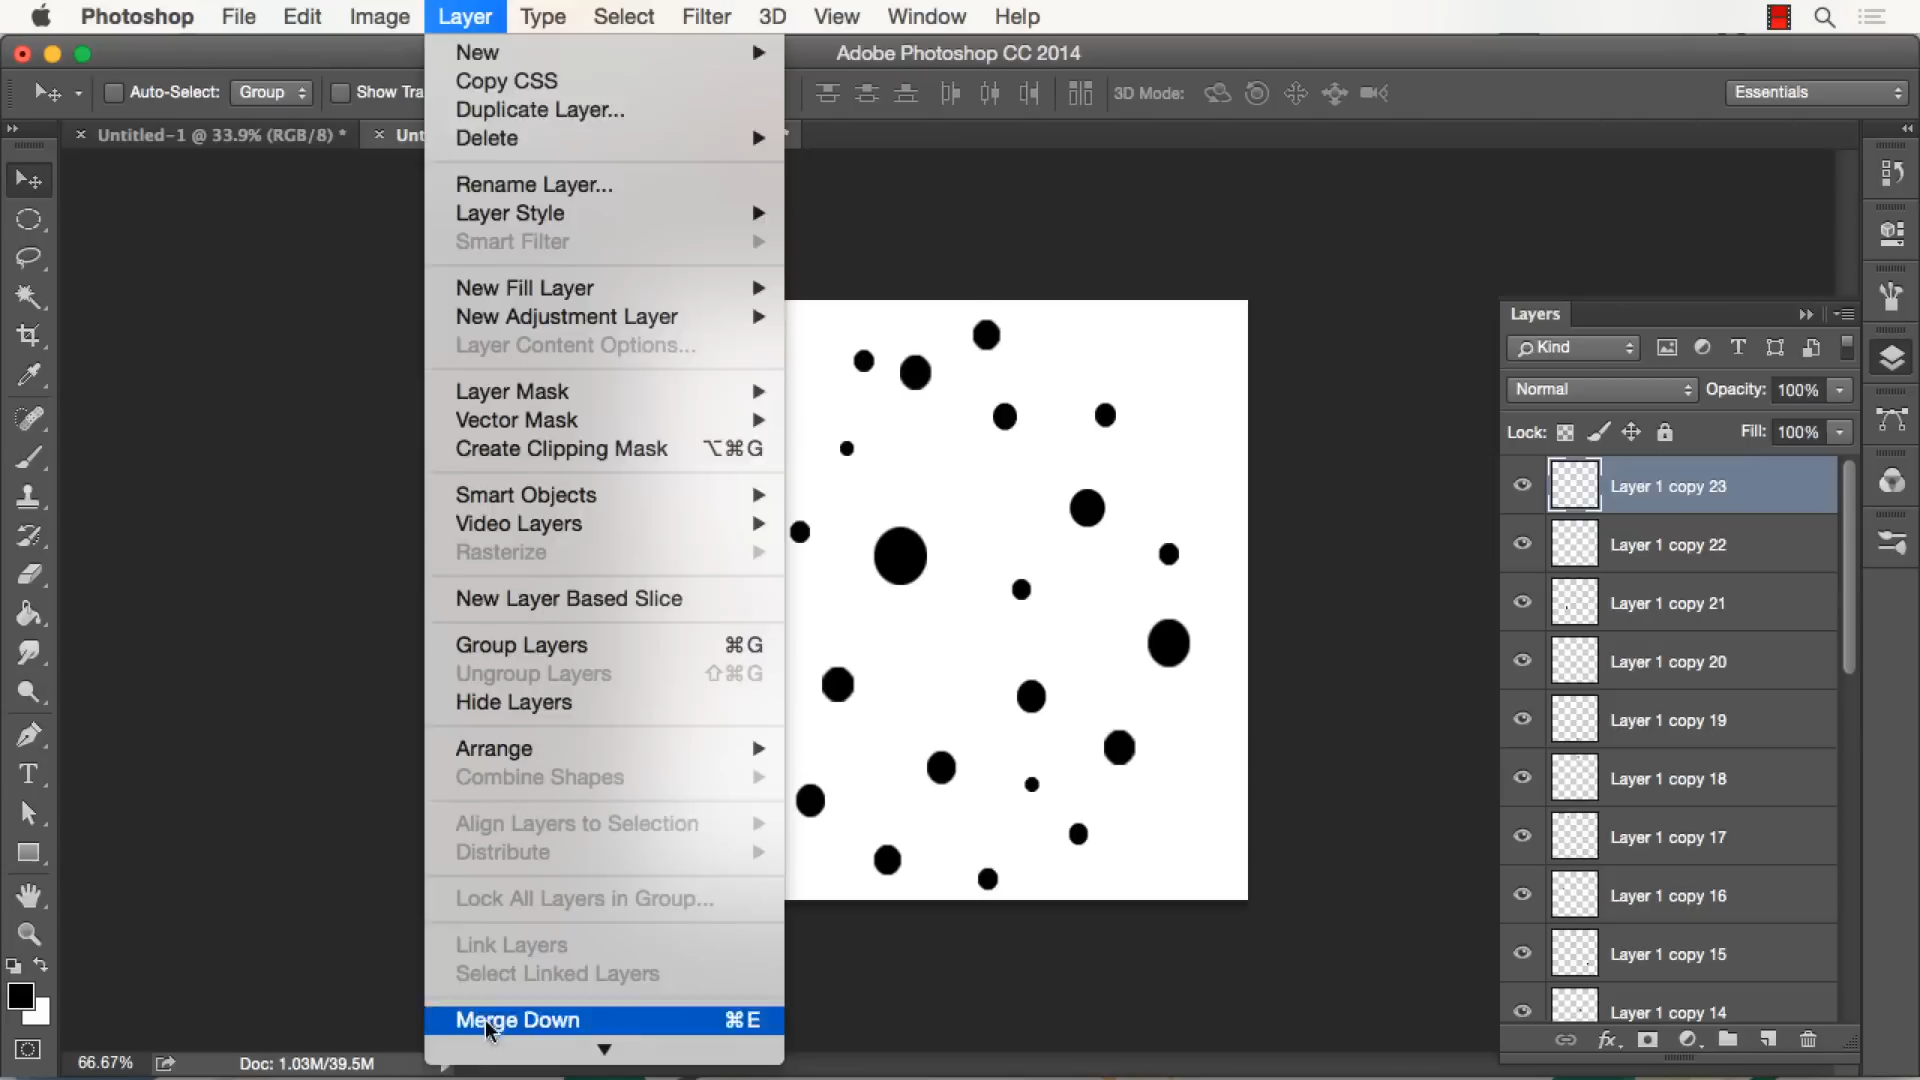 Photoshop File Edit Image Layer Type Select Filter 3D View Window Help
Adobe Photoshop CC 2014
Auto-Select: Group Show Tra 3D Mode: Essentials
Untitled-1 @ 33.9% (RGB/8) * Unt *
New
Copy CSS
Duplicate Layer...
Delete
Rename Layer...
Layer Style
Smart Filter
New Fill Layer
New Adjustment Layer
Layer Content Options...
Layer Mask
Vector Mask
Create Clipping Mask ⌥⌘G
Smart Objects
Video Layers
Rasterize
New Layer Based Slice
Group Layers ⌘G
Ungroup Layers ⇧⌘G
Hide Layers
Arrange
Combine Shapes
Align Layers to Selection
Distribute
Lock All Layers in Group...
Link Layers
Select Linked Layers
Merge Down ⌘E
Layers
Kind
Normal Opacity: 100%
Lock: Fill: 100%
Layer 1 copy 23
Layer 1 copy 22
Layer 1 copy 21
Layer 1 copy 20
Layer 1 copy 19
Layer 1 copy 18
Layer 1 copy 17
Layer 1 copy 16
Layer 1 copy 15
Layer 1 copy 14
fx
66.67% Doc: 1.03M/39.5M